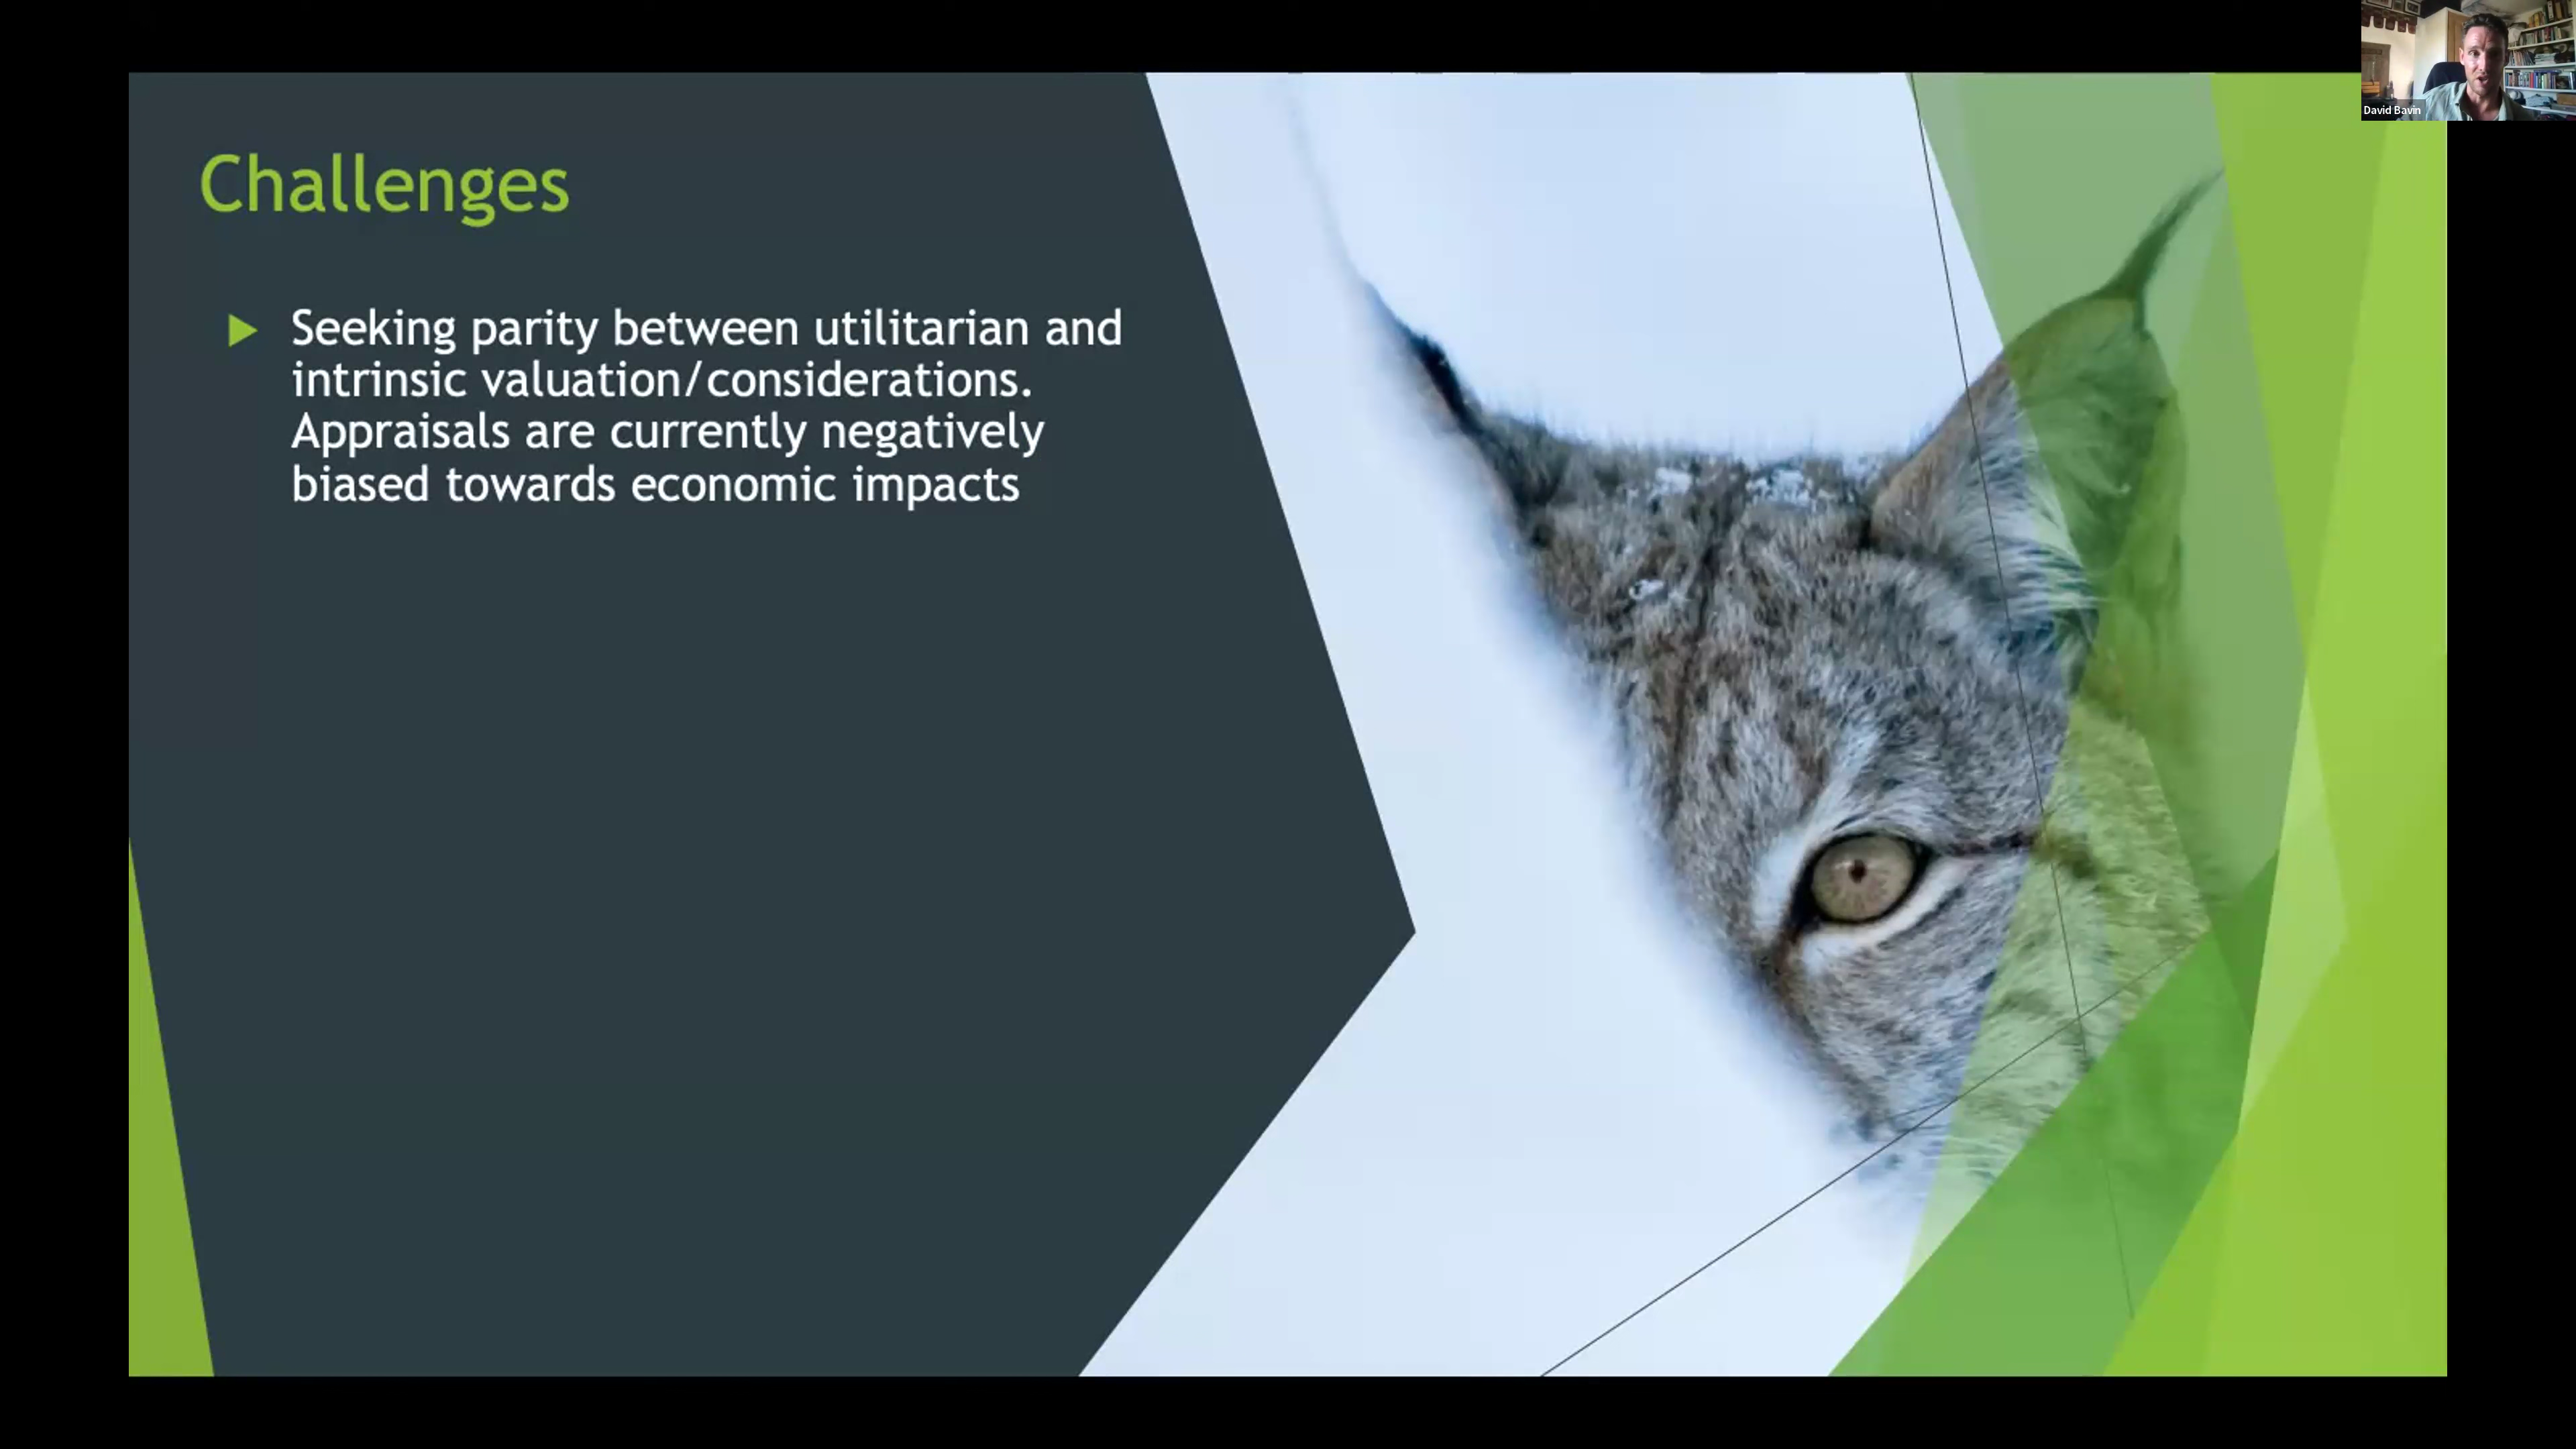 David Bavin
Challenges
Seeking parity between utilitarian and
intrinsic valuation/considerations.
Appraisals are currently negatively
biased towards economic impacts